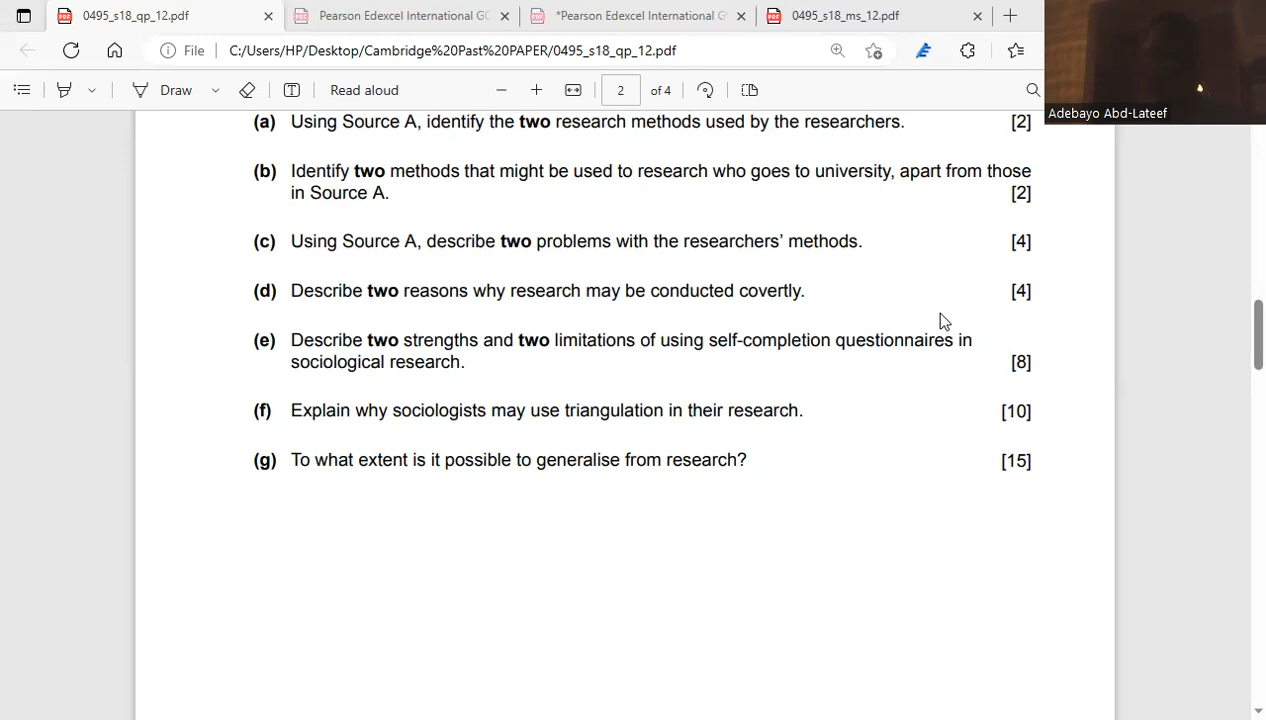 0495_s18_qp_12.pdf
Pearson Edexcel International GC
*Pearson Edexcel International G
0495_s18_ms_12.pdf
File
C:/Users/HP/Desktop/Cambridge%20Past%20PAPER/0495_s18_qp_12.pdf
Draw
Read aloud
2
of 4
Adebayo Abd-Lateef
(a) Using Source A, identify the two research methods used by the researchers. [2]
(b) Identify two methods that might be used to research who goes to university, apart from those
in Source A. [2]
(c) Using Source A, describe two problems with the researchers’ methods. [4]
(d) Describe two reasons why research may be conducted covertly. [4]
(e) Describe two strengths and two limitations of using self-completion questionnaires in
sociological research. [8]
(f) Explain why sociologists may use triangulation in their research. [10]
(g) To what extent is it possible to generalise from research? [15]